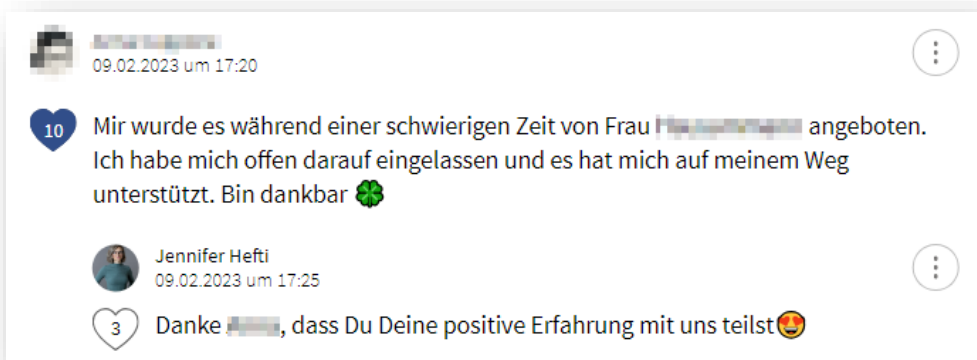 09.02.2023 um 17:20
10
Mir wurde es während einer schwierigen Zeit von Frau angeboten.
Ich habe mich offen darauf eingelassen und es hat mich auf meinem Weg
unterstützt. Bin dankbar 🍀
Jennifer Hefti
09.02.2023 um 17:25
3
Danke , dass Du Deine positive Erfahrung mit uns teilst😍